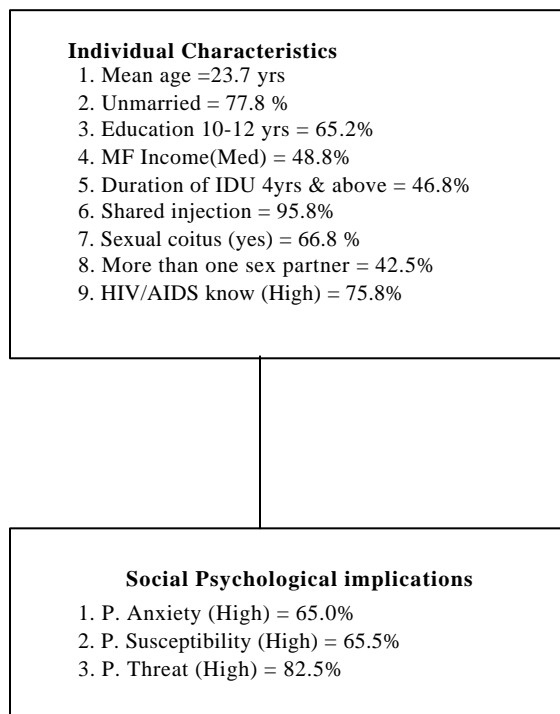 Individual Characteristics
1. Mean age =23.7 yrs
2. Unmarried = 77.8 %
3. Education 10-12 yrs = 65.2%
4. MF Income(Med) = 48.8%
5. Duration of IDU 4yrs & above = 46.8%
6. Shared injection = 95.8%
7. Sexual coitus (yes) = 66.8 %
8. More than one sex partner = 42.5%
9. HIV/AIDS know (High) = 75.8%
Social Psychological implications
1. P. Anxiety (High) = 65.0%
2. P. Susceptibility (High) = 65.5%
3. P. Threat (High) = 82.5%